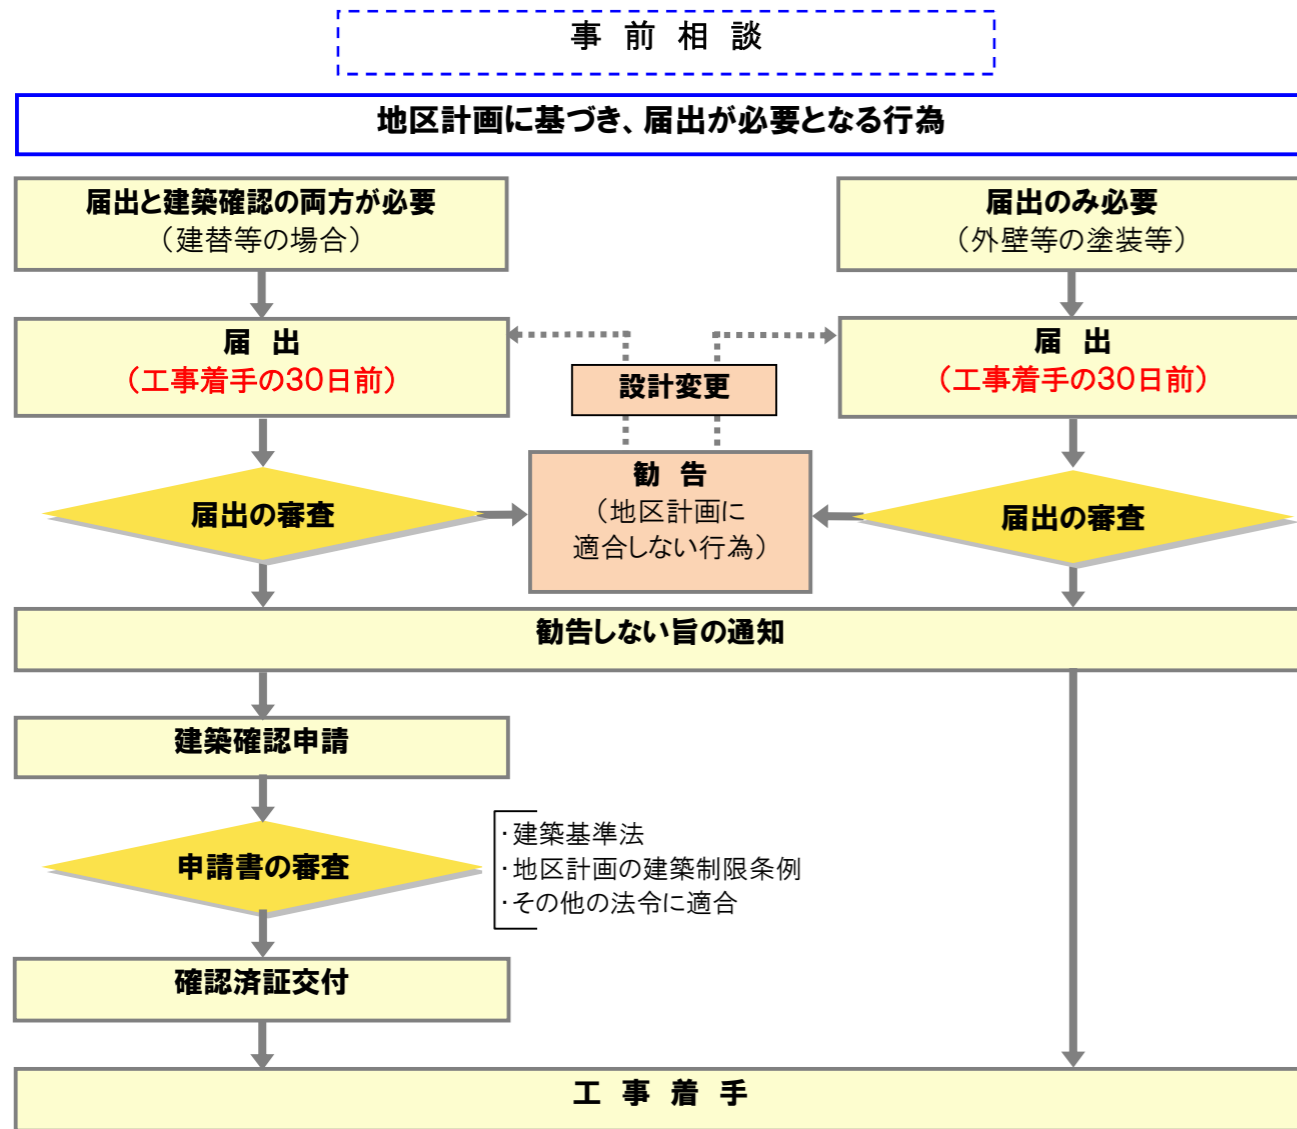 事前相談
地区計画に基づき、届出が必要となる行為
届出と建築確認の両方が必要
（建替等の場合）
届出のみ必要
（外壁等の塗装等）
届出
（工事着手の30日前）
設計変更
届出
（工事着手の30日前）
届出の審査
勧告
（地区計画に
適合しない行為）
届出の審査
勧告しない旨の通知
建築確認申請
申請書の審査
・建築基準法
・地区計画の建築制限条例
・その他の法令に適合
確認済証交付
工事着手